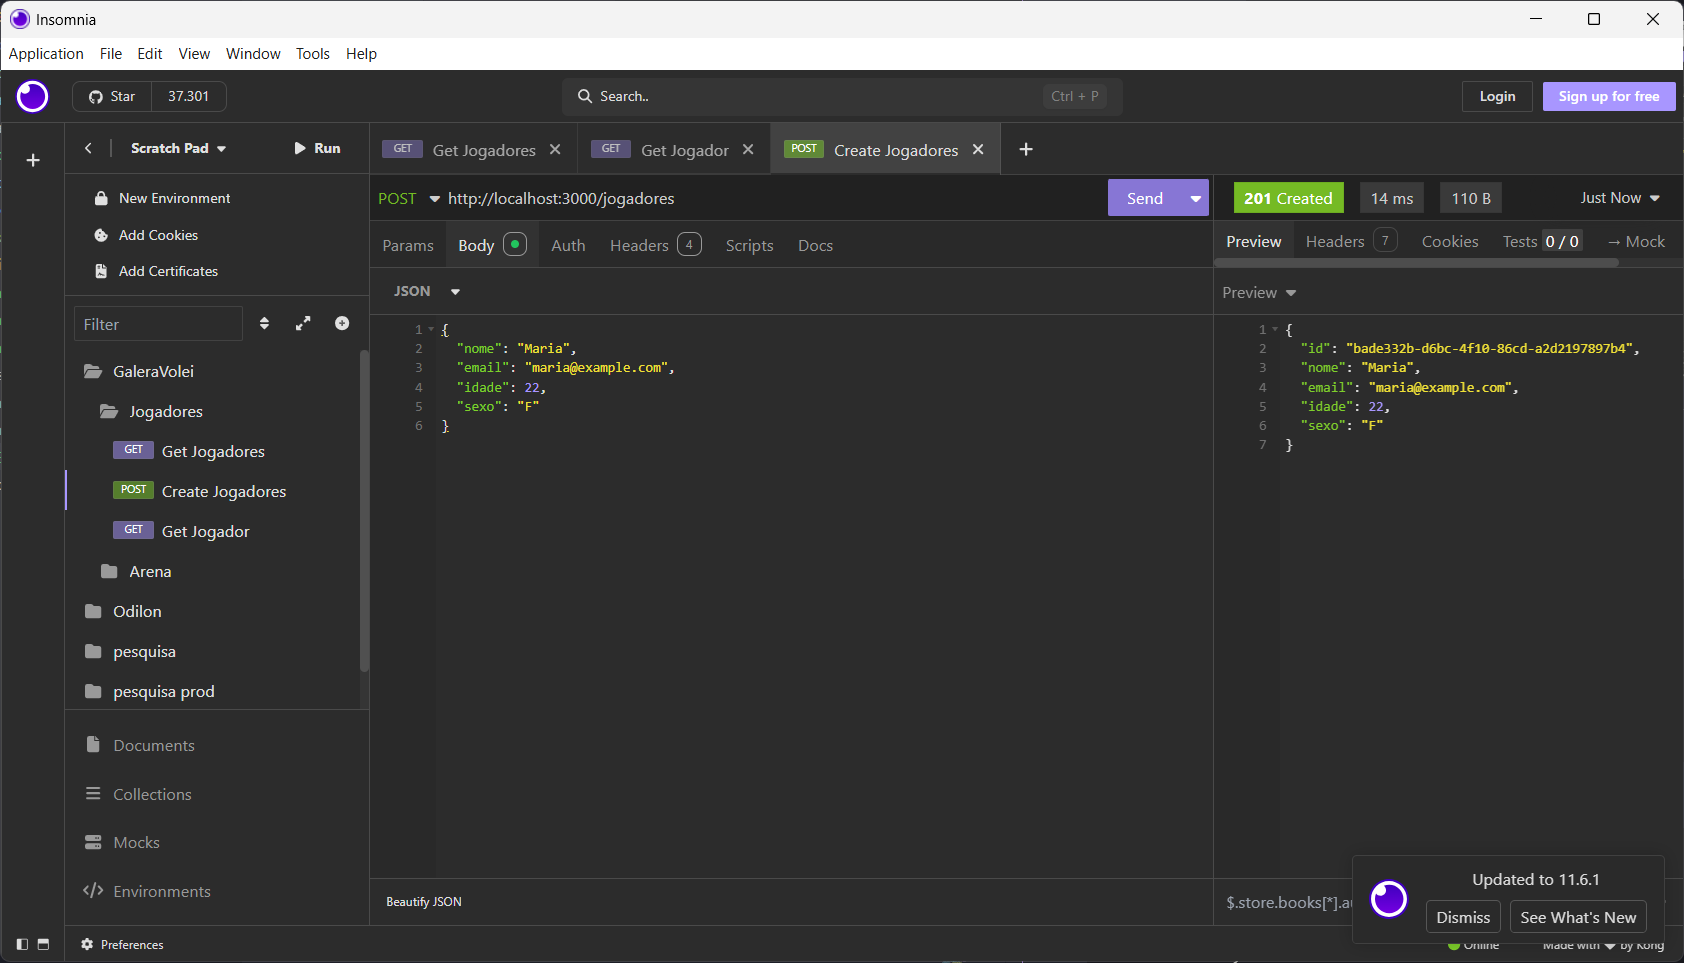 Insomnia
Application File Edit View Window Tools Help
Star 37.301
Search..
Ctrl + P
Login
Sign up for free
Scratch Pad
Run
GET Get Jogadores
GET Get Jogador
POST Create Jogadores
New Environment
Add Cookies
Add Certificates
Filter
GaleraVolei
Jogadores
GET Get Jogadores
POST Create Jogadores
GET Get Jogador
Arena
Odilon
pesquisa
pesquisa prod
Documents
Collections
Mocks
Environments
Preferences
POST http://localhost:3000/jogadores
Send
Params Body Auth Headers 4 Scripts Docs
JSON
1 {
2 "nome": "Maria",
3 "email": "maria@example.com",
4 "idade": 22,
5 "sexo": "F"
6 }
Beautify JSON
201 Created 14 ms 110 B Just Now
Preview Headers 7 Cookies Tests 0 / 0 → Mock
Preview
1 {
2 "id": "bade332b-d6bc-4f10-86cd-a2d2197897b4",
3 "nome": "Maria",
4 "email": "maria@example.com",
5 "idade": 22,
6 "sexo": "F"
7 }
$.store.books[*].au
Updated to 11.6.1
Dismiss
See What's New
Online
Made with ❤ by Kong